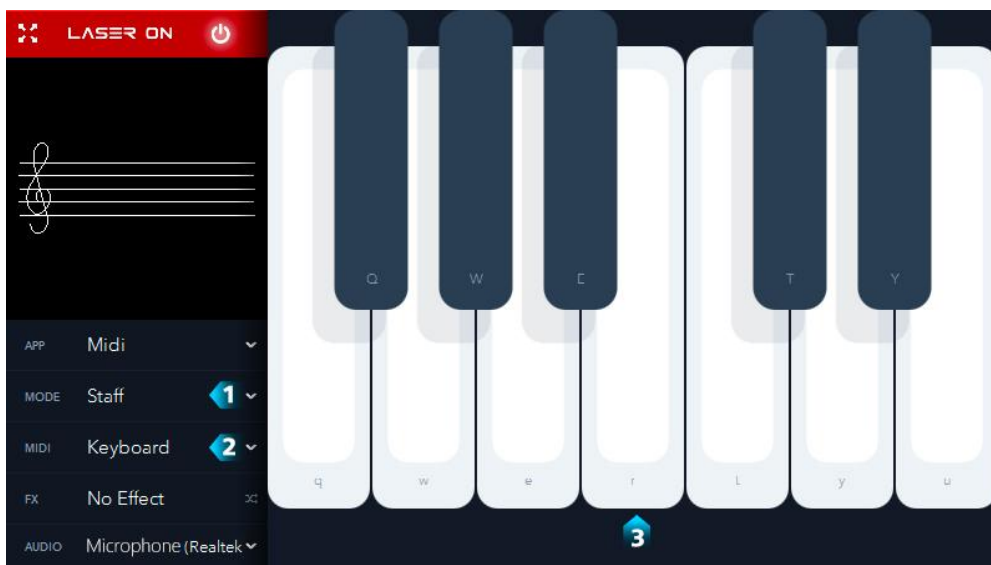 LASER ON
APP Midi
MODE Staff 1
MIDI Keyboard 2
FX No Effect
AUDIO Microphone (Realtek
Q W E T Y
q w e r t y u
3